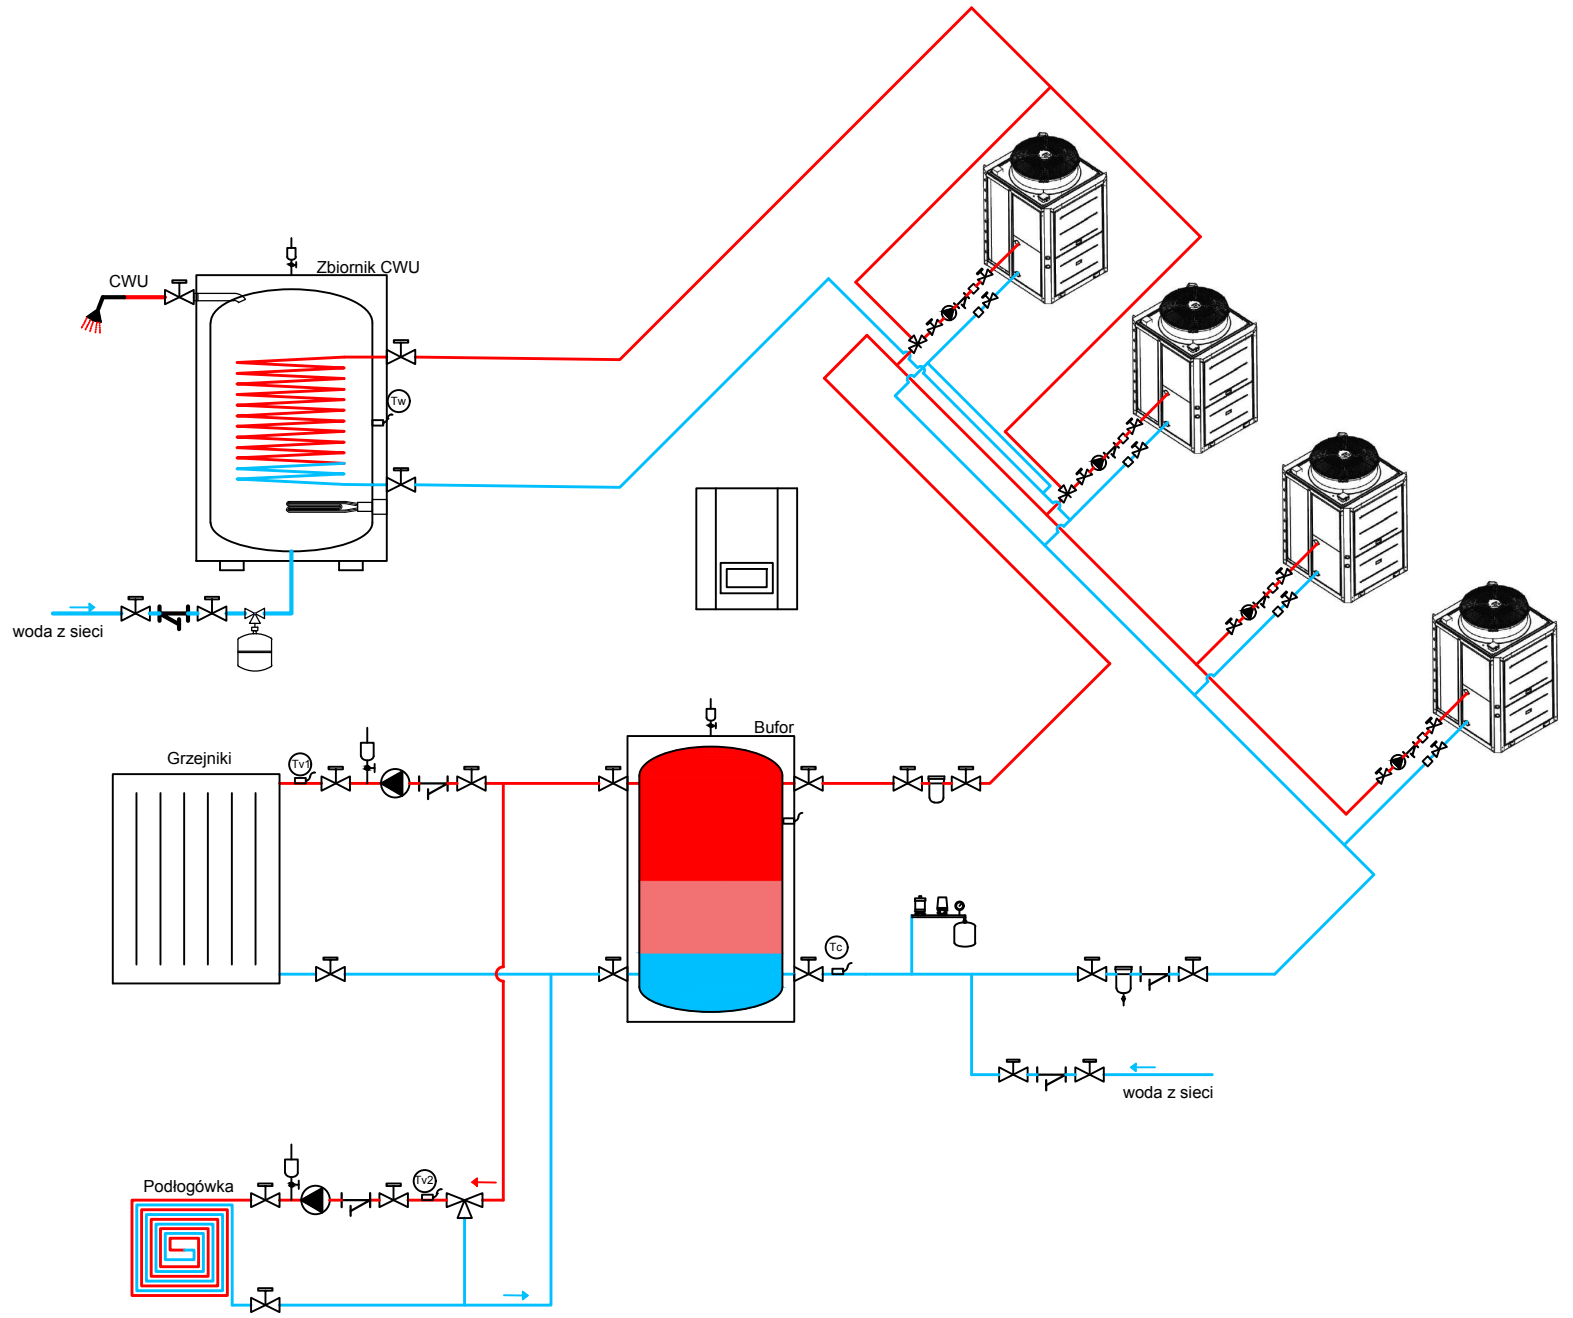 Zbiornik CWU
CWU
Tw
woda z sieci
Bufor
Grzejniki
Tv1
Tc
woda z sieci
Podłogówka
Tv2